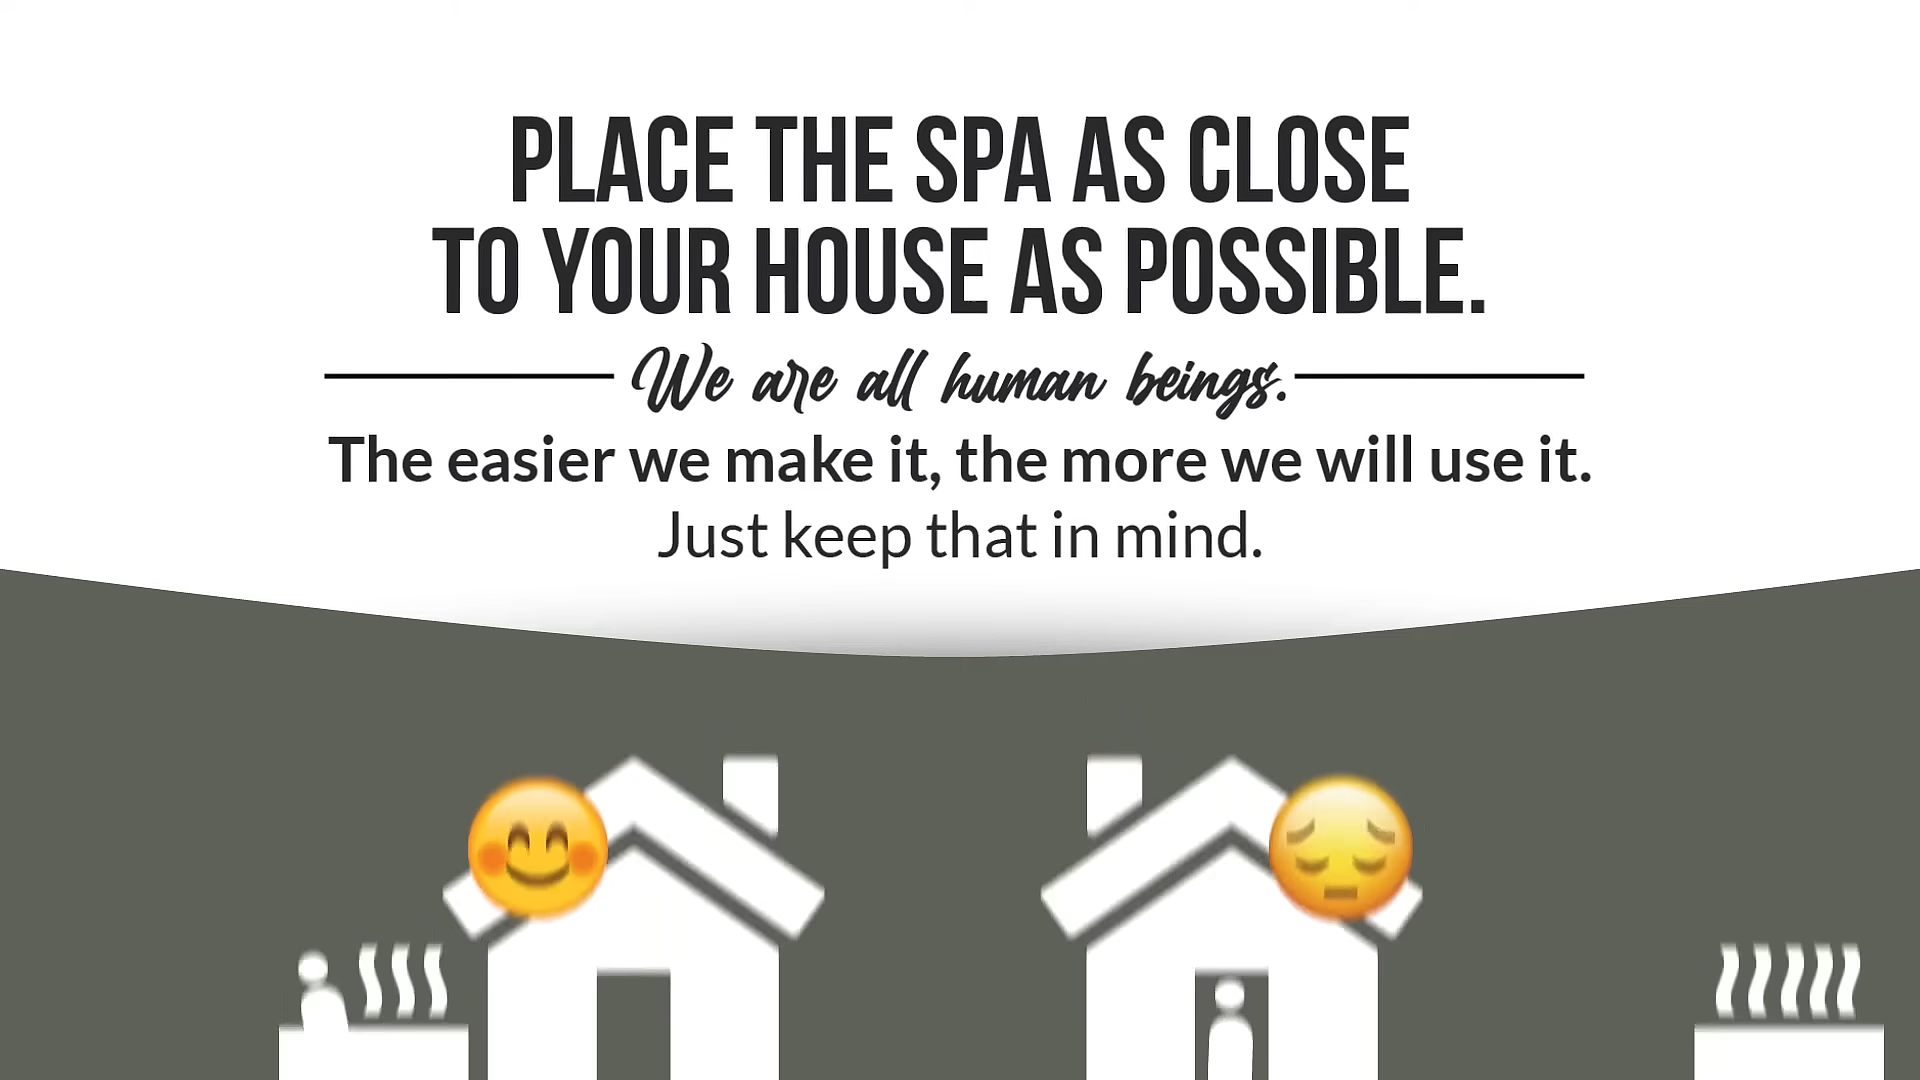 PLACE THE SPA AS CLOSE
TO YOUR HOUSE AS POSSIBLE.
We are all human beings.
The easier we make it, the more we will use it.
Just keep that in mind.